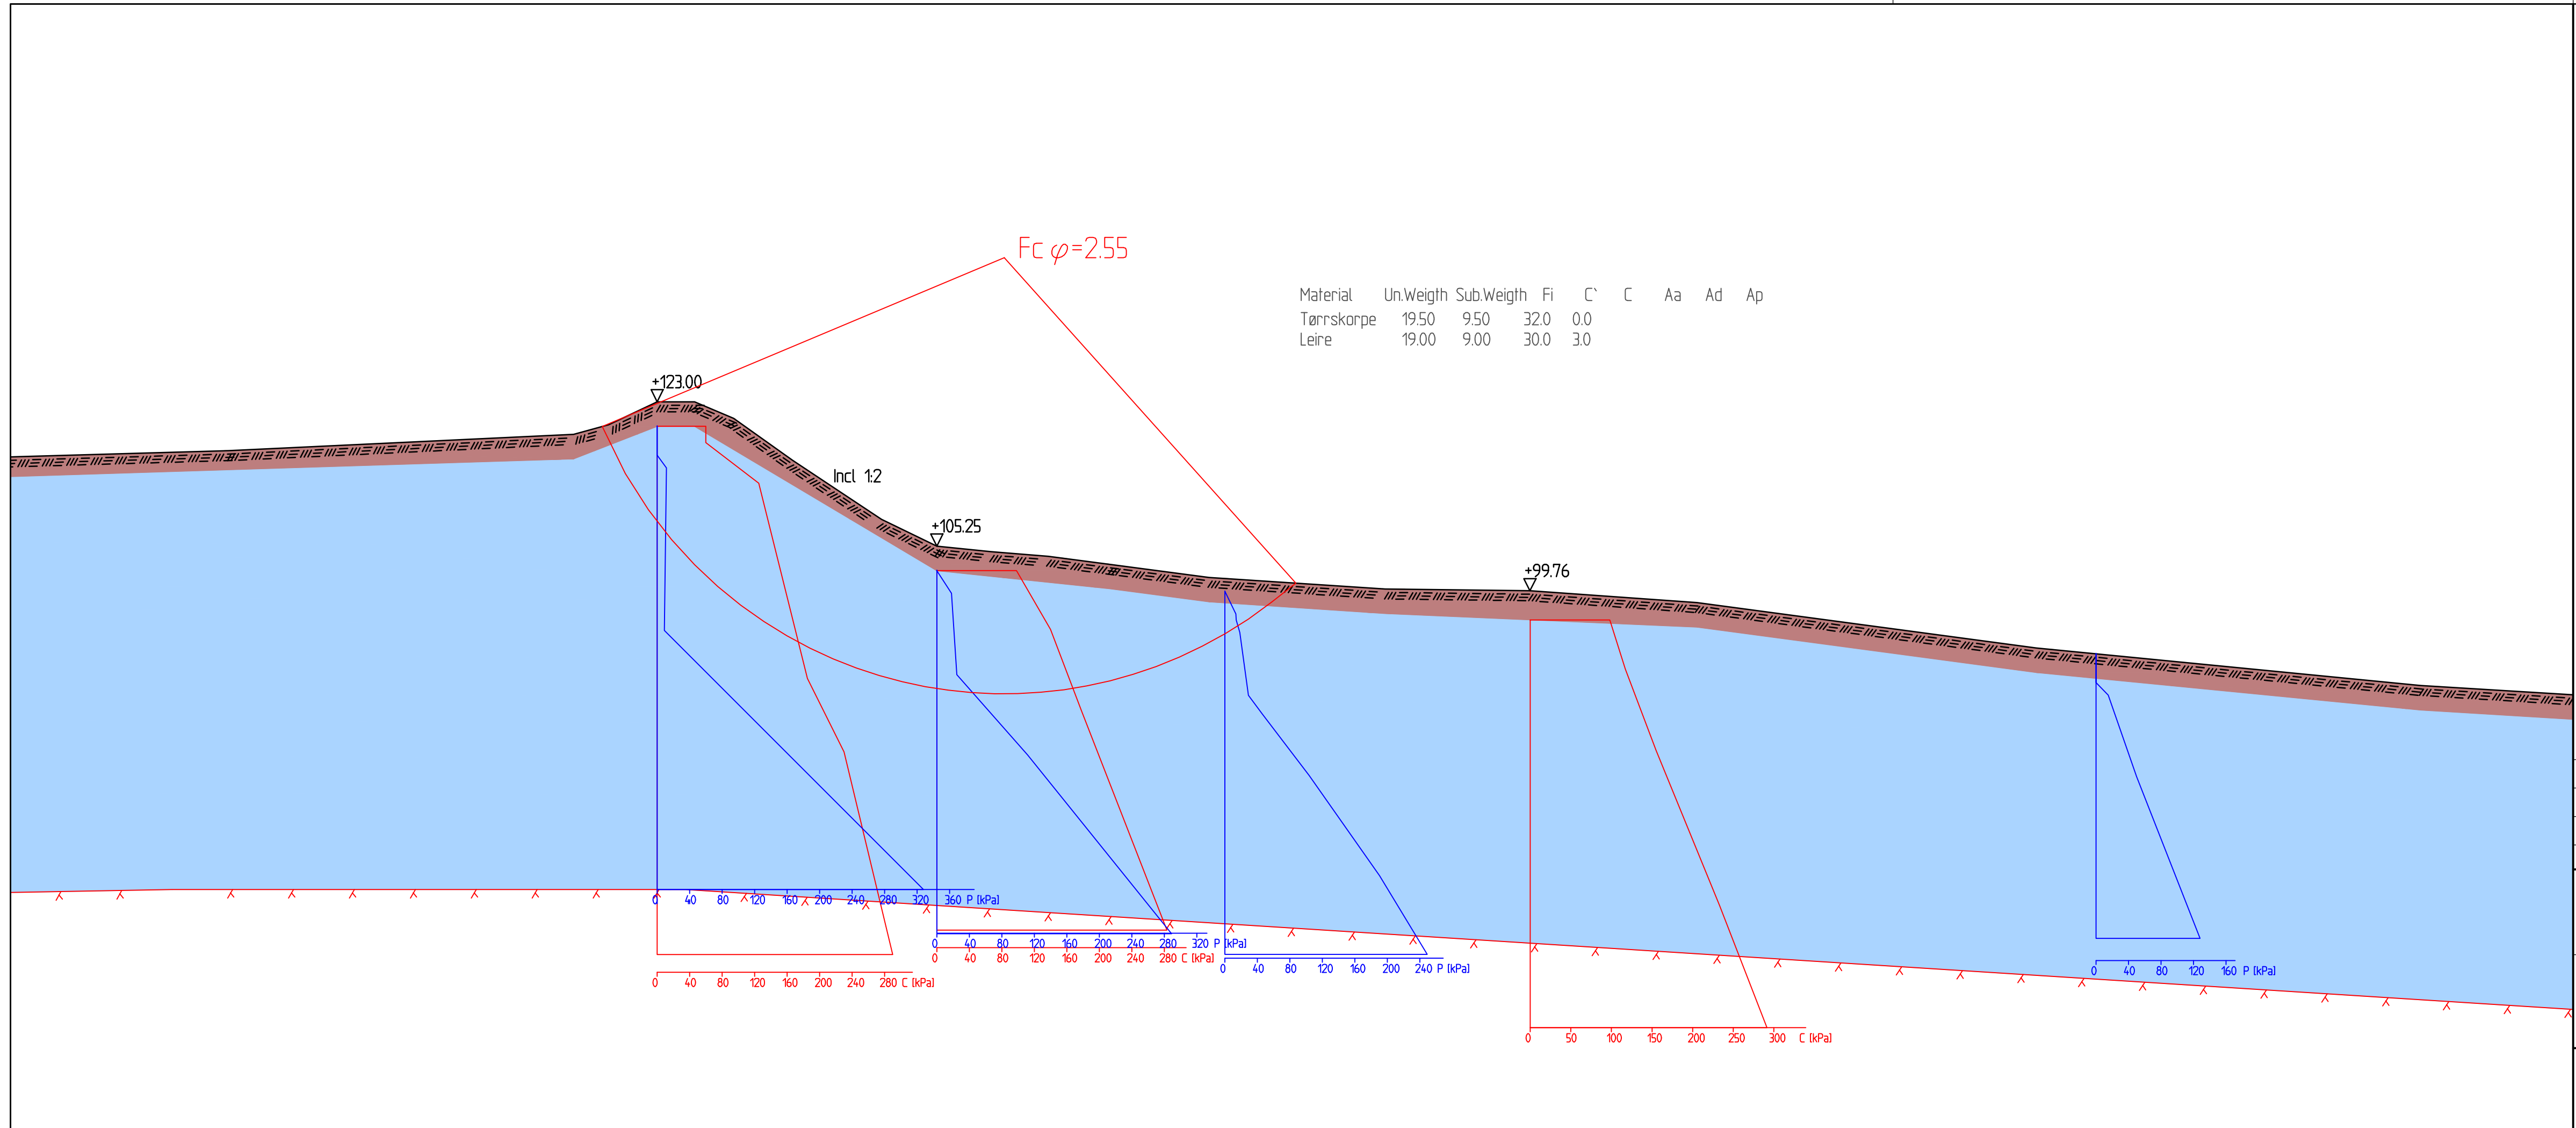 Fc φ=2.55
Material Un.Weigth Sub.Weigth Fi C` C Aa Ad Ap
Tørrskorpe 19.50 9.50 32.0 0.0
Leire 19.00 9.00 30.0 3.0
+123.00
Incl 1:2
+105.25
+99.76
0 40 80 120 160 200 240 280 320 360 P [kPa]
0 40 80 120 160 200 240 280 320 P [kPa]
0 40 80 120 160 200 240 280 C [kPa]
0 40 80 120 160 200 240 P [kPa]
0 40 80 120 160 P [kPa]
0 40 80 120 160 200 240 280 C [kPa]
0 50 100 150 200 250 300 C [kPa]